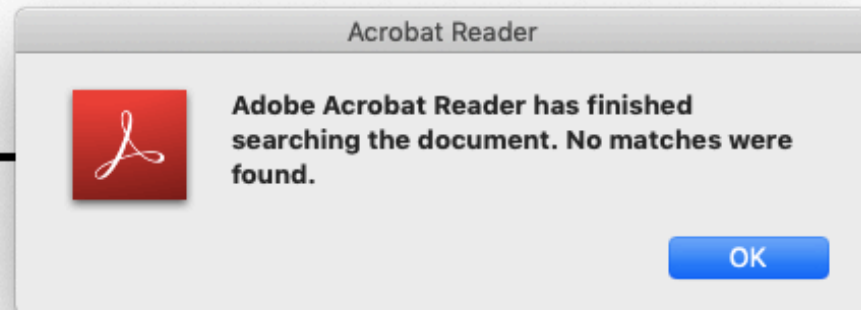 Acrobat Reader
Adobe Acrobat Reader has finished
searching the document. No matches were
found.
OK